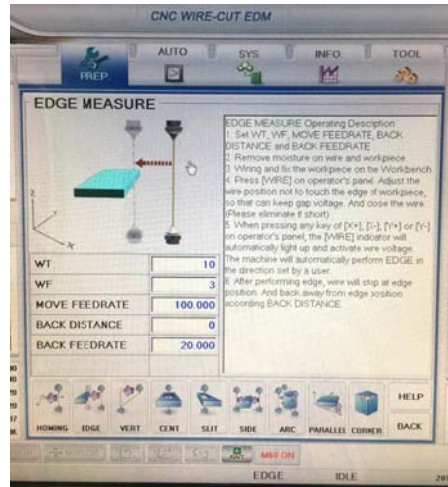 CNC WIRE-CUT EDM
PREP
AUTO
SYS
INFO
TOOL
EDGE MEASURE
EDGE MEASURE Operating Description
1. Set WT, WF, MOVE FEEDRATE, BACK
DISTANCE and BACK FEEDRATE
2. Remove moisture on wire and workpiece
3. Wiring and fix the workpiece on the Workbench
4. Press [WIRE] on operator's panel. Adjust the
wire position not to touch the edge of workpiece,
so that can keep gap voltage. And close the wire
(Please eliminate if short)
5. When pressing any key of [X+], [X-], [Y+] or [Y-]
on operator's panel, the [WIRE] indicator will
automatically light up and activate wire voltage.
The machine will automatically perform EDGE in
the direction set by a user.
6. After performing edge, wire will stop at edge
position. And back away from edge position
according BACK DISTANCE
Z
Y
X
WT 10
WF 3
MOVE FEEDRATE 100.000
BACK DISTANCE 0
BACK FEEDRATE 20.000
HOMING EDGE VERT CENT SLIT SIDE ARC PARALLEL CORNER
HELP
BACK
AWT
M60 ON
EDGE IDLE